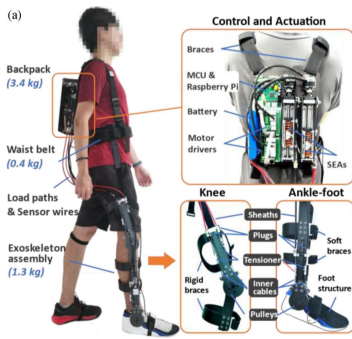 (a)
Backpack
(3.4 kg)
Waist belt
(0.4 kg)
Load paths
& Sensor wires
Exoskeleton
assembly
(1.3 kg)
Control and Actuation
Braces
MCU &
Raspberry Pi
Battery
Motor
drivers
SEAs
Knee
Ankle-foot
Sheaths
Plugs
Tensioner
Inner
cables
Pulleys
Rigid
braces
Soft
braces
Foot
structure